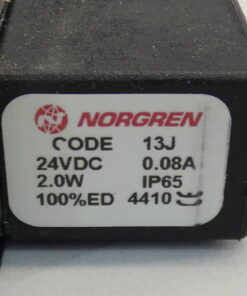 NORGREN
CODE 13J
24VDC 0.08A
2.0W IP65
100%ED 4410